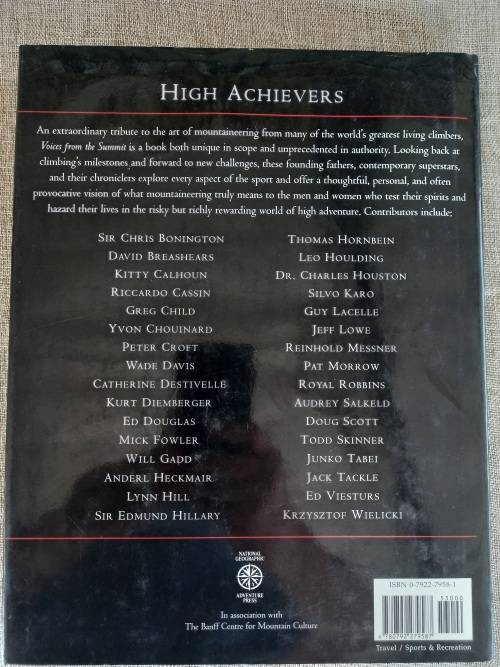 HIGH ACHIEVERS
An extraordinary tribute to the art of mountaineering from many of the world's greatest living climbers,
Voices from the Summit is a book both unique in scope and unprecedented in authority. Looking back at
climbing's milestones and forward to new challenges, these founding fathers, contemporary superstars,
and their chroniclers explore every aspect of the sport and offer a thoughtful, personal, and often
provocative vision of what mountaineering truly means to the men and women who test their spirits and
hazard their lives in the risky but richly rewarding world of high adventure. Contributors include:
SIR CHRIS BONINGTON
DAVID BREASHEARS
KITTY CALHOUN
RICCARDO CASSIN
GREG CHILD
YVON CHOUINARD
PETER CROFT
WADE DAVIS
CATHERINE DESTIVELLE
KURT DIEMBERGER
ED DOUGLAS
MICK FOWLER
WILL GADD
ANDERL HECKMAIR
LYNN HILL
SIR EDMUND HILLARY
THOMAS HORNBEIN
LEO HOULDING
DR. CHARLES HOUSTON
SILVO KARO
GUY LACELLE
JEFF LOWE
REINHOLD MESSNER
PAT MORROW
ROYAL ROBBINS
AUDREY SALKELD
DOUG SCOTT
TODD SKINNER
JUNKO TABEI
JACK TACKLE
ED VIESTURS
KRZYSZTOF WIELICKI
NATIONAL
GEOGRAPHIC
ADVENTURE
PRESS
In association with
The Banff Centre for Mountain Culture
ISBN 0-7922-7958-1
53000
9 780792 279587
Travel / Sports & Recreation